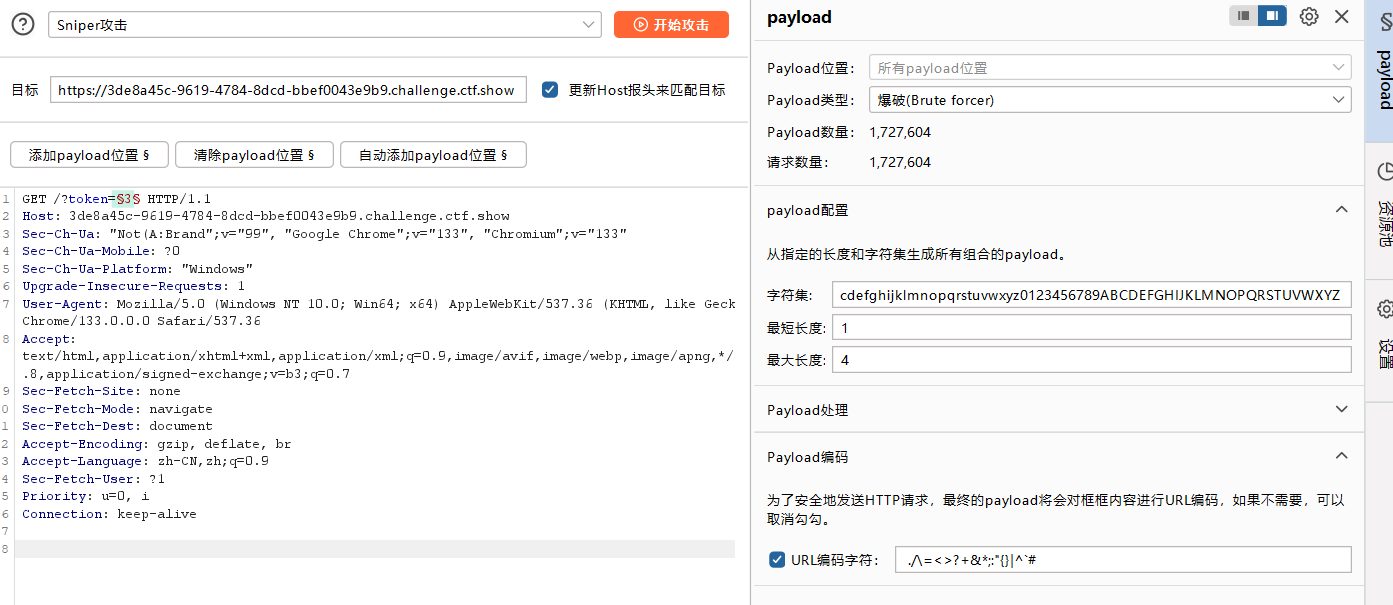 ?
Sniper攻击
开始攻击
目标
https://3de8a45c-9619-4784-8dcd-bbef0043e9b9.challenge.ctf.show
更新Host报头来匹配目标
添加payload位置 §
清除payload位置 §
自动添加payload位置 §
1 GET /?token=§3§ HTTP/1.1
2 Host: 3de8a45c-9619-4784-8dcd-bbef0043e9b9.challenge.ctf.show
3 Sec-Ch-Ua: "Not(A:Brand";v="99", "Google Chrome";v="133", "Chromium";v="133"
4 Sec-Ch-Ua-Mobile: ?0
5 Sec-Ch-Ua-Platform: "Windows"
6 Upgrade-Insecure-Requests: 1
7 User-Agent: Mozilla/5.0 (Windows NT 10.0; Win64; x64) AppleWebKit/537.36 (KHTML, like Geck
Chrome/133.0.0.0 Safari/537.36
8 Accept:
text/html,application/xhtml+xml,application/xml;q=0.9,image/avif,image/webp,image/apng,*/
.8,application/signed-exchange;v=b3;q=0.7
9 Sec-Fetch-Site: none
0 Sec-Fetch-Mode: navigate
1 Sec-Fetch-Dest: document
2 Accept-Encoding: gzip, deflate, br
3 Accept-Language: zh-CN,zh;q=0.9
4 Sec-Fetch-User: ?1
5 Priority: u=0, i
6 Connection: keep-alive
7
8
payload
Payload位置：
所有payload位置
Payload类型：
爆破(Brute forcer)
Payload数量： 1,727,604
请求数量： 1,727,604
payload配置
从指定的长度和字符集生成所有组合的payload。
字符集:
cdefghijklmnopqrstuvwxyz0123456789ABCDEFGHIJKLMNOPQRSTUVWXYZ
最短长度: 1
最大长度: 4
Payload处理
Payload编码
为了安全地发送HTTP请求，最终的payload将会对框框内容进行URL编码，如果不需要，可以
取消勾勾。
URL编码字符：
./\=<>?+&*;:"{}|^`#
§
payload
资源池
设置